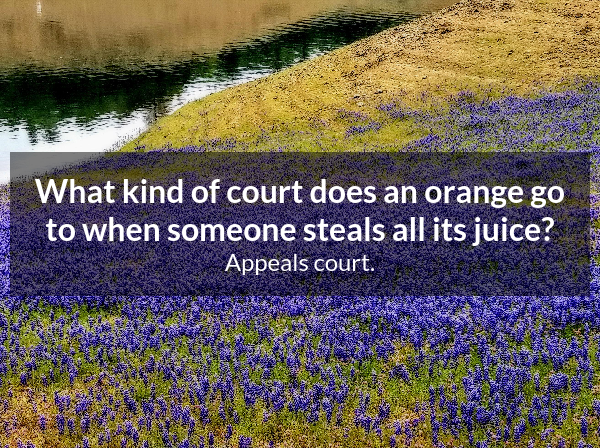 What kind of court does an orange go
to when someone steals all its juice?
Appeals court.